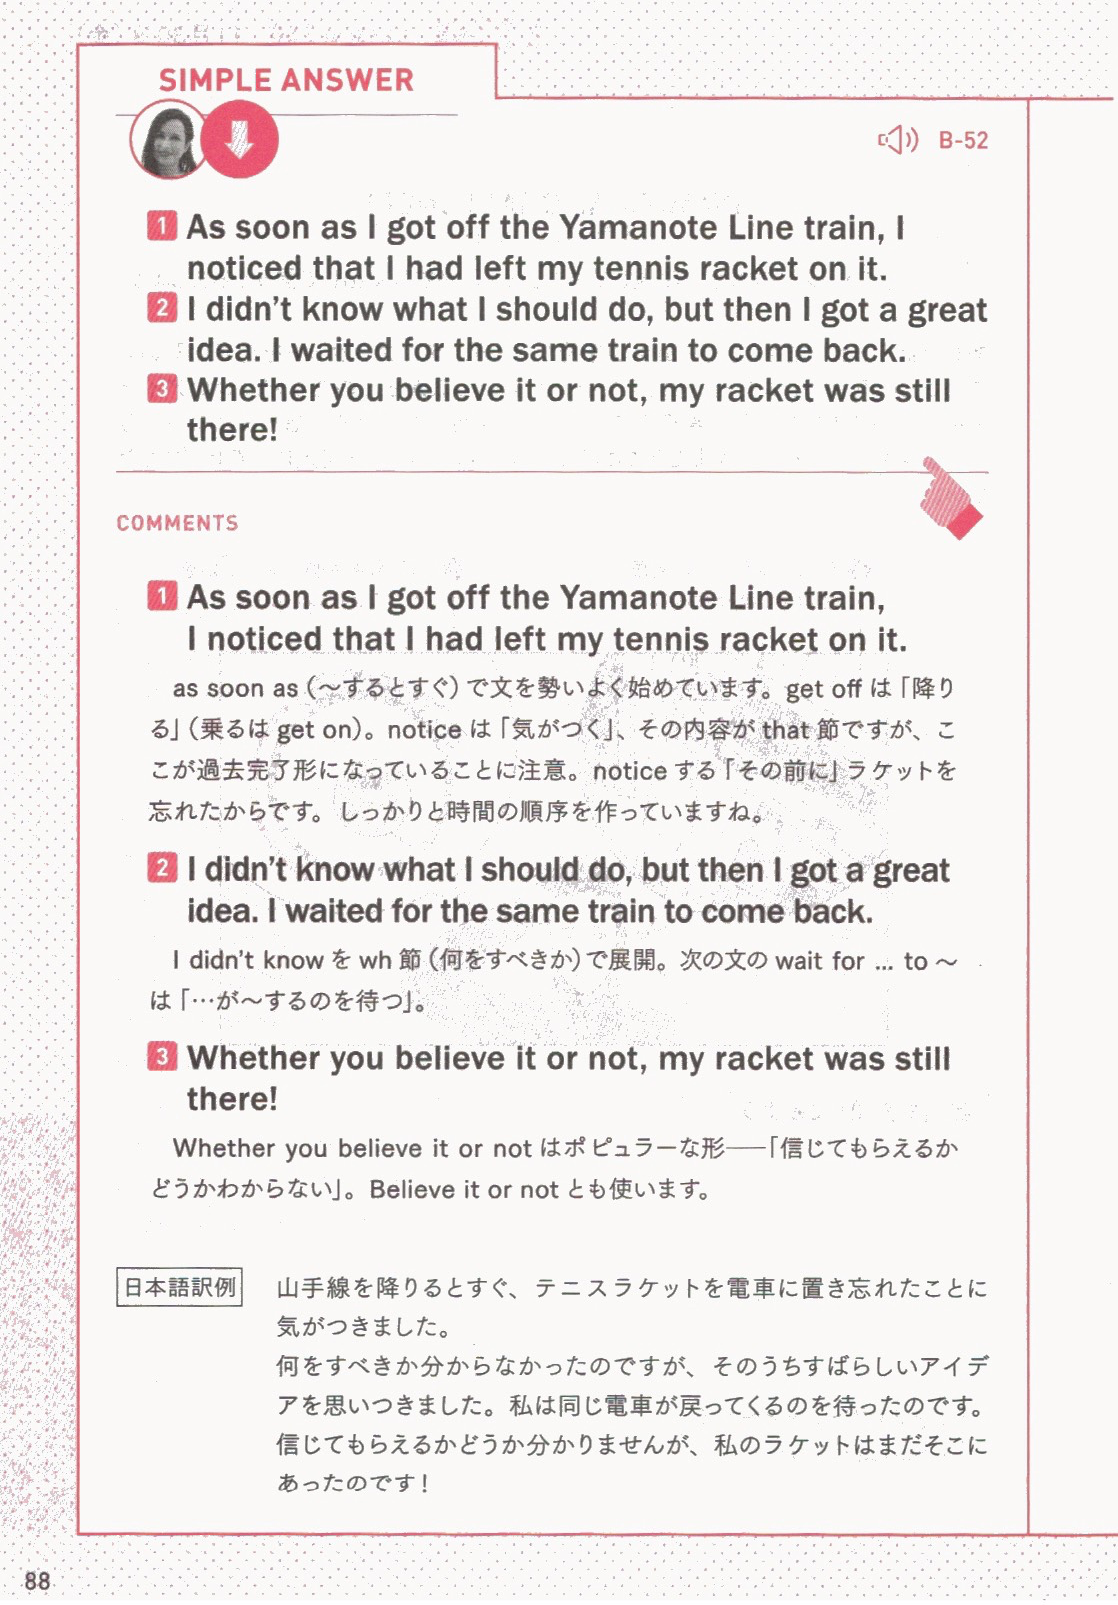 SIMPLE ANSWER
B-52
1 As soon as I got off the Yamanote Line train, I
noticed that I had left my tennis racket on it.
2 I didn't know what I should do, but then I got a great
idea. I waited for the same train to come back.
3 Whether you believe it or not, my racket was still
there!
COMMENTS
1 As soon as I got off the Yamanote Line train,
I noticed that I had left my tennis racket on it.
as soon as（～するとすぐ）で文を勢いよく始めています。get off は「降り
る」（乗るは get on）。notice は「気がつく」、その内容が that 節ですが、こ
こが過去完了形になっていることに注意。notice する「その前に」ラケットを
忘れたからです。しっかりと時間の順序を作っていますね。
2 I didn't know what I should do, but then I got a great
idea. I waited for the same train to come back.
I didn't know を wh 節（何をすべきか）で展開。次の文の wait for ... to ～
は「…が～するのを待つ」。
3 Whether you believe it or not, my racket was still
there!
Whether you believe it or not はポピュラーな形――「信じてもらえるか
どうかわからない」。Believe it or not とも使います。
日本語訳例
山手線を降りるとすぐ、テニスラケットを電車に置き忘れたことに
気がつきました。
何をすべきか分からなかったのですが、そのうちすばらしいアイデ
アを思いつきました。私は同じ電車が戻ってくるのを待ったのです。
信じてもらえるかどうか分かりませんが、私のラケットはまだそこに
あったのです！
88